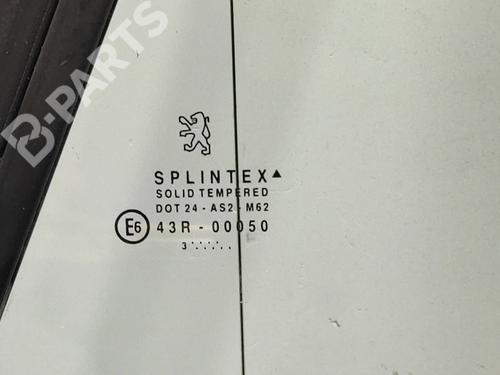 B-PARTS
SPLINTEX▲
SOLID TEMPERED
DOT 24 - AS2 - M62
E6 43R - 00050
3